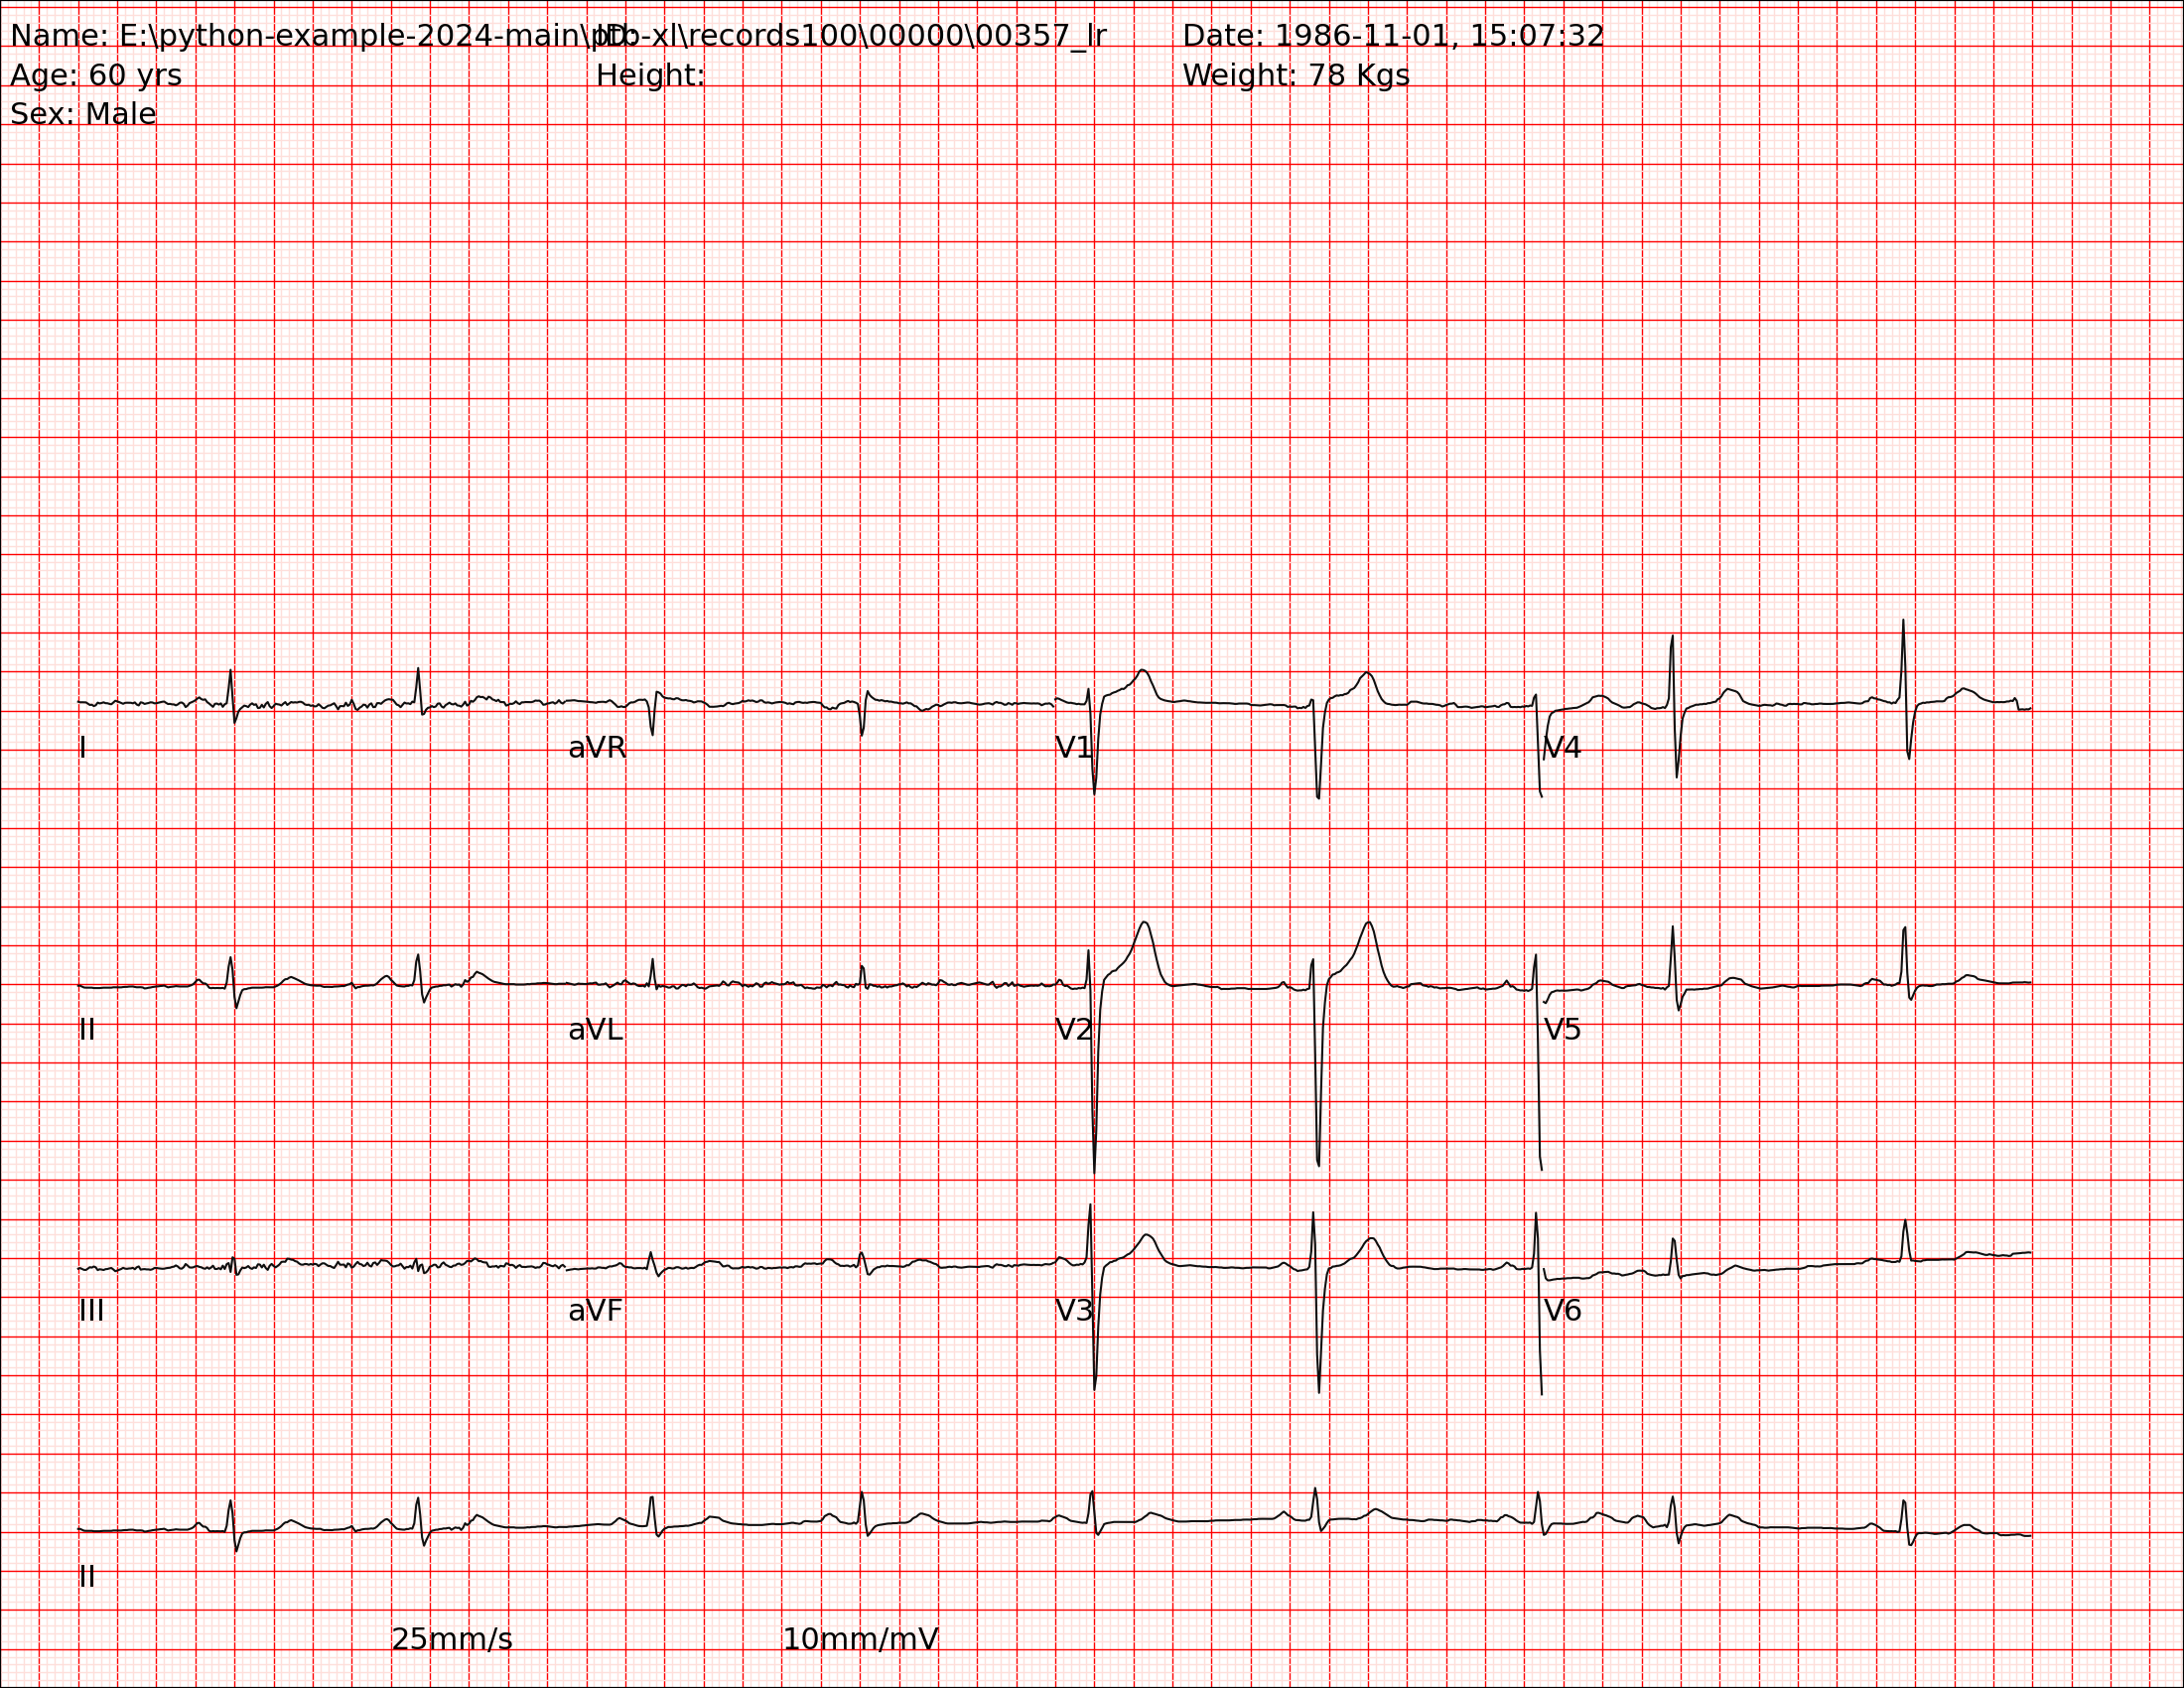 Name: E:\python-example-2024-main\ptb-xl\records100\00000\00357_lr ID: Date: 1986-11-01, 15:07:32
Age: 60 yrs Height: Weight: 78 Kgs
Sex: Male
I aVR V1 V4
II aVL V2 V5
III aVF V3 V6
II
25mm/s 10mm/mV